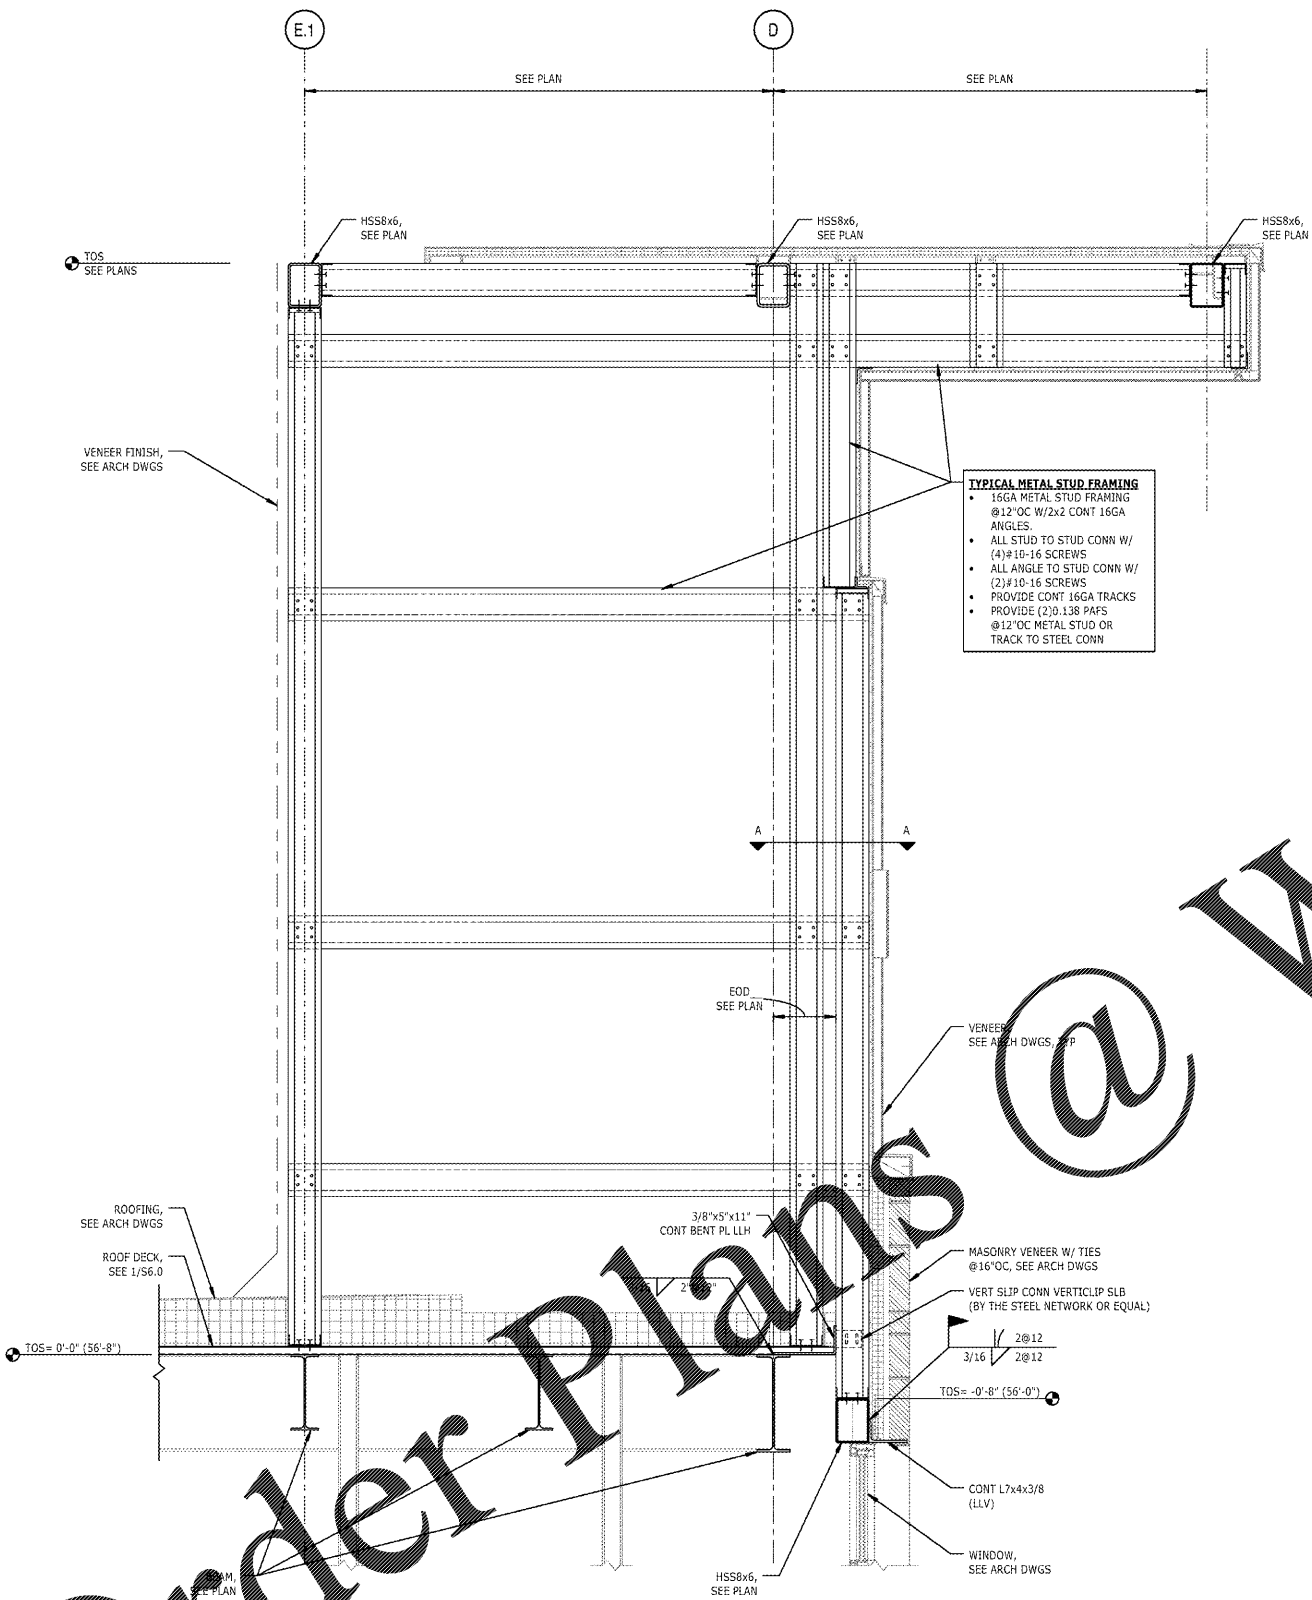 E.1
D
SEE PLAN
SEE PLAN
HSS8x6,
SEE PLAN
HSS8x6,
SEE PLAN
HSS8x6,
SEE PLAN
TOS
SEE PLANS
VENEER FINISH,
SEE ARCH DWGS
TYPICAL METAL STUD FRAMING
• 16GA METAL STUD FRAMING
@12"OC W/2x2 CONT 16GA
ANGLES.
• ALL STUD TO STUD CONN W/
(4)#10-16 SCREWS
• ALL ANGLE TO STUD CONN W/
(2)#10-16 SCREWS
• PROVIDE CONT 16GA TRACKS
• PROVIDE (2)0.138 PAFS
@12"OC METAL STUD OR
TRACK TO STEEL CONN
A
A
EOD
SEE PLAN
VENEER,
SEE ARCH DWGS, TYP
ROOFING,
SEE ARCH DWGS
3/8"x5"x11"
CONT BENT PL LLH
ROOF DECK,
SEE 1/S6.0
MASONRY VENEER W/ TIES
@16"OC, SEE ARCH DWGS
VERT SLIP CONN VERTICLIP SLB
(BY THE STEEL NETWORK OR EQUAL)
2@12
3/16 2@12
TOS= 0'-0" (56'-8")
TOS= -0'-8" (56'-0")
CONT L7x4x3/8
(LLV)
WINDOW,
SEE ARCH DWGS
BEAM,
SEE PLAN
HSS8x6,
SEE PLAN
rder Plans @ W